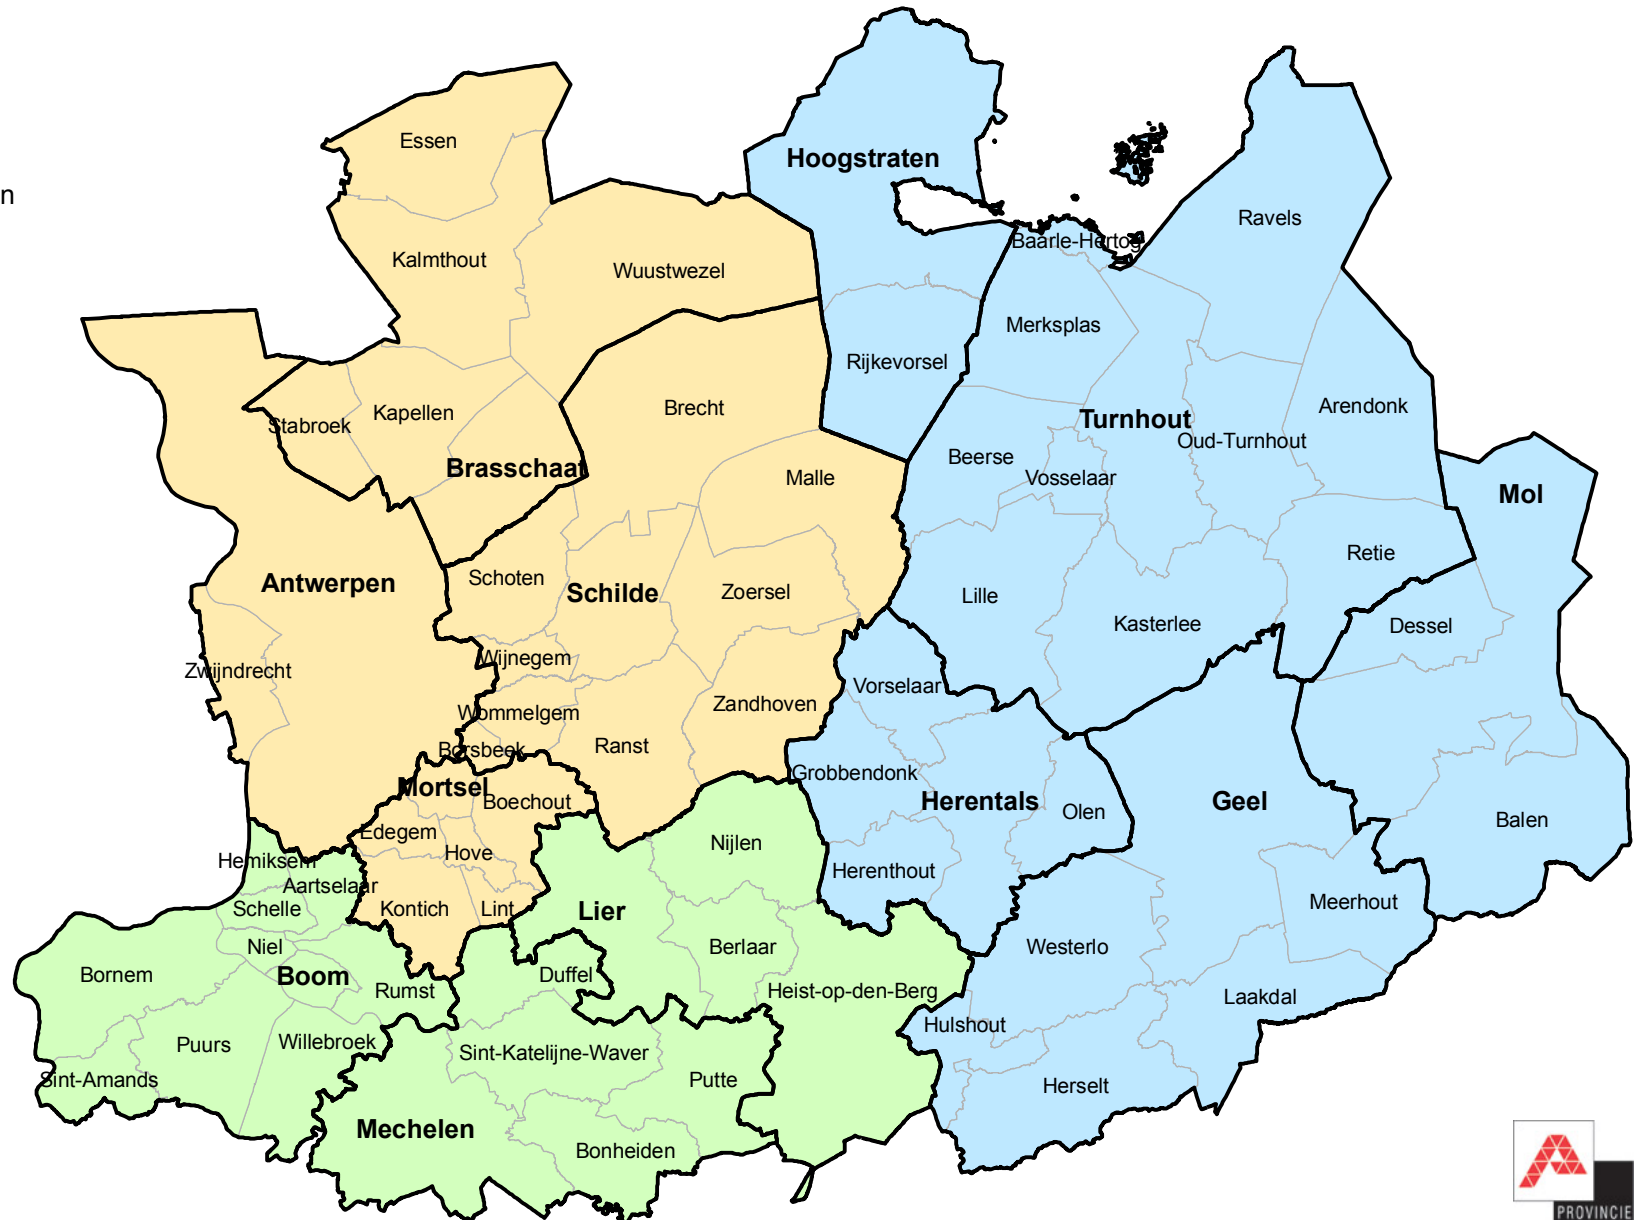 Essen
Hoogstraten
n
Ravels
Baarle-Hertog
Kalmthout
Wuustwezel
Merksplas
Rijkevorsel
Kapellen
Brecht
Arendonk
Stabroek
Turnhout
Oud-Turnhout
Beerse
Brasschaat
Malle
Vosselaar
Mol
Retie
Schoten
Antwerpen
Schilde
Zoersel
Lille
Kasterlee
Dessel
Wijnegem
Zwijndrecht
Vorselaar
Zandhoven
Wommelgem
Ranst
Borsbeek
Grobbendonk
Mortsel
Boechout
Herentals
Geel
Olen
Balen
Edegem
Nijlen
Hove
Hemiksem
Herenthout
Aartselaar
Meerhout
Schelle
Kontich
Lint
Lier
Niel
Berlaar
Westerlo
Bornem
Boom
Duffel
Rumst
Heist-op-den-Berg
Laakdal
Hulshout
Puurs
Willebroek
Sint-Katelijne-Waver
Sint-Amands
Putte
Herselt
Mechelen
Bonheiden
PROVINCIE